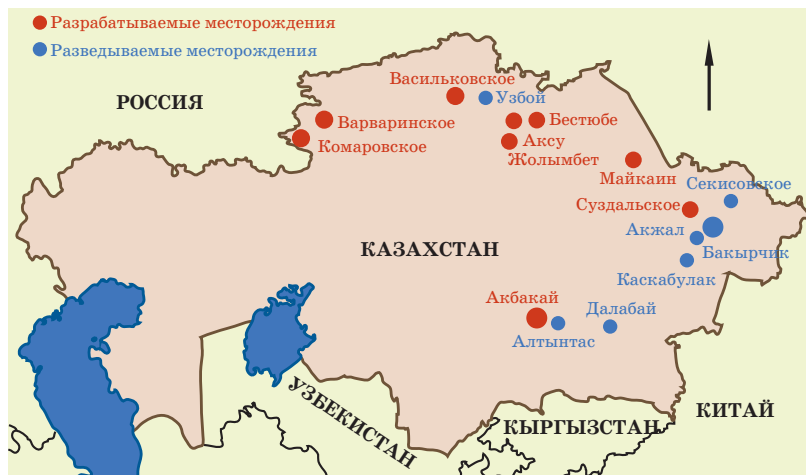 Разрабатываемые месторождения
Разведываемые месторождения
Васильковское
Узбой
РОССИЯ
Варваринское
Бестюбе
Комаровское
Аксу
Жолымбет
Майкаин
Секисовское
Суздальское
Акжал
КАЗАХСТАН
Бакырчик
Каскабулак
Акбакай
Далабай
Алтынтас
УЗБЕКИСТАН
КЫРГЫЗСТАН
КИТАЙ